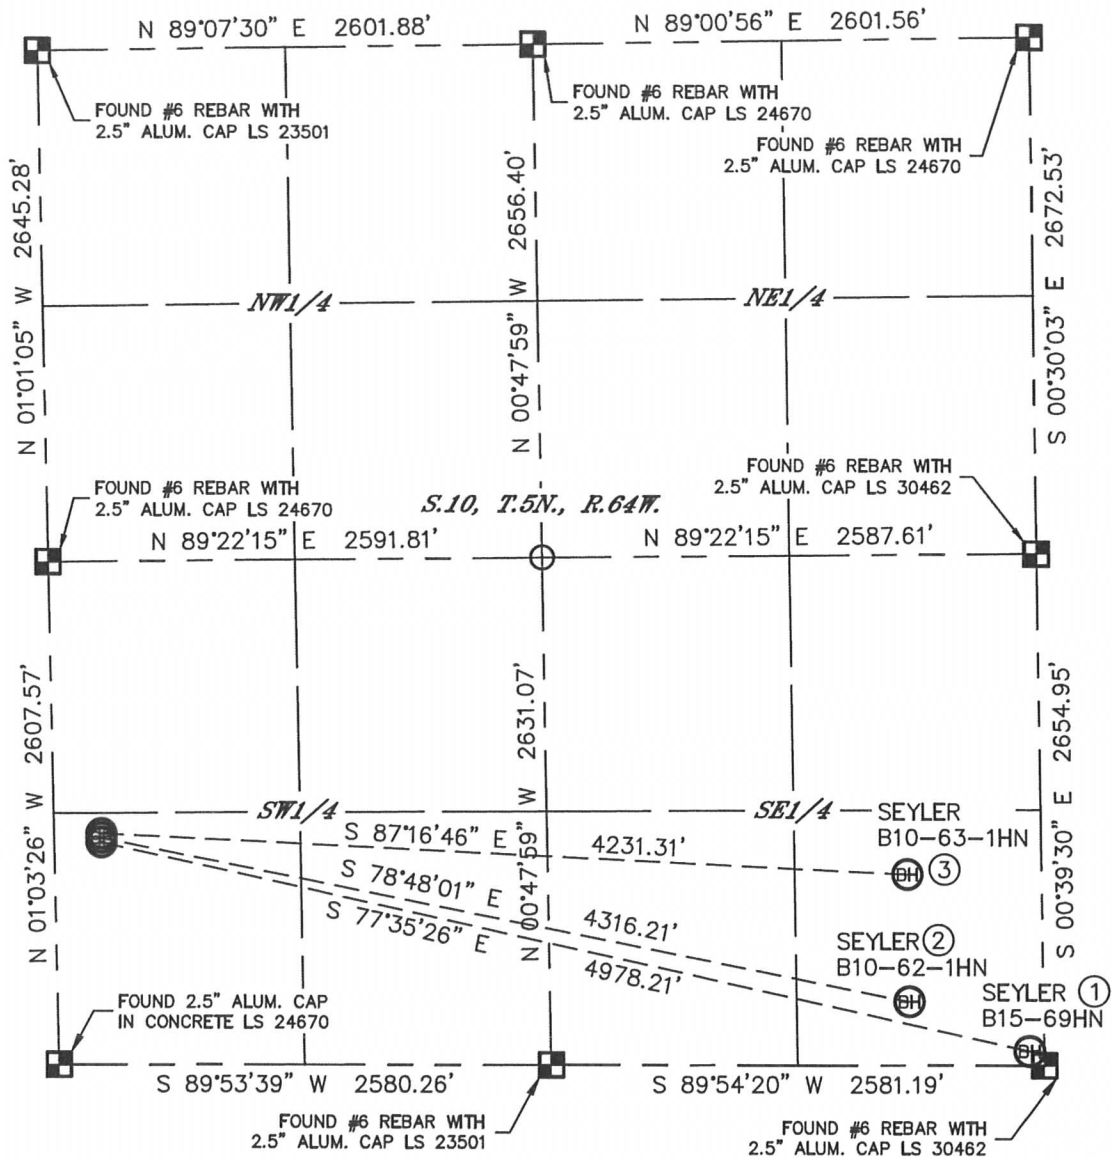 N 89°07'30" E 2601.88'
N 89°00'56" E 2601.56'
FOUND #6 REBAR WITH
2.5" ALUM. CAP LS 23501
FOUND #6 REBAR WITH
2.5" ALUM. CAP LS 24670
FOUND #6 REBAR WITH
2.5" ALUM. CAP LS 24670
N 01°01'05" W 2645.28'
N 00°47'59" W 2656.40'
S 00°30'03" E 2672.53'
NW1/4
NE1/4
FOUND #6 REBAR WITH
2.5" ALUM. CAP LS 24670
S.10, T.5N., R.64W.
FOUND #6 REBAR WITH
2.5" ALUM. CAP LS 30462
N 89°22'15" E 2591.81'
N 89°22'15" E 2587.61'
N 01°03'26" W 2607.57'
N 00°47'59" W 2631.07'
S 00°39'30" E 2654.95'
SW1/4
SE1/4
SEYLER
B10-63-1HN
BH 3
S 87°16'46" E 4231.31'
S 78°48'01" E 4316.21'
S 77°35'26" E 4978.21'
SEYLER 2
B10-62-1HN
BH
SEYLER 1
B15-69HN
BH
FOUND 2.5" ALUM. CAP
IN CONCRETE LS 24670
S 89°53'39" W 2580.26'
S 89°54'20" W 2581.19'
FOUND #6 REBAR WITH
2.5" ALUM. CAP LS 23501
FOUND #6 REBAR WITH
2.5" ALUM. CAP LS 30462